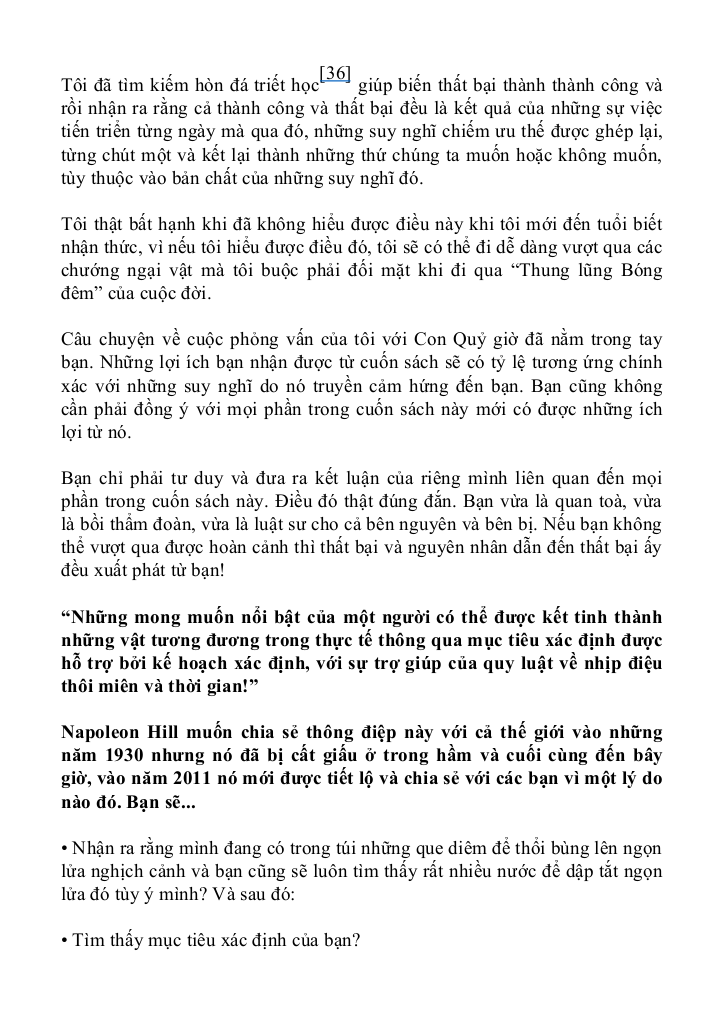 Tôi đã tìm kiếm hòn đá triết học[36] giúp biến thất bại thành thành công và
rồi nhận ra rằng cả thành công và thất bại đều là kết quả của những sự việc
tiến triển từng ngày mà qua đó, những suy nghĩ chiếm ưu thế được ghép lại,
từng chút một và kết lại thành những thứ chúng ta muốn hoặc không muốn,
tùy thuộc vào bản chất của những suy nghĩ đó.
Tôi thật bất hạnh khi đã không hiểu được điều này khi tôi mới đến tuổi biết
nhận thức, vì nếu tôi hiểu được điều đó, tôi sẽ có thể đi dễ dàng vượt qua các
chướng ngại vật mà tôi buộc phải đối mặt khi đi qua “Thung lũng Bóng
đêm” của cuộc đời.
Câu chuyện về cuộc phỏng vấn của tôi với Con Quỷ giờ đã nằm trong tay
bạn. Những lợi ích bạn nhận được từ cuốn sách sẽ có tỷ lệ tương ứng chính
xác với những suy nghĩ do nó truyền cảm hứng đến bạn. Bạn cũng không
cần phải đồng ý với mọi phần trong cuốn sách này mới có được những ích
lợi từ nó.
Bạn chỉ phải tư duy và đưa ra kết luận của riêng mình liên quan đến mọi
phần trong cuốn sách này. Điều đó thật đúng đắn. Bạn vừa là quan toà, vừa
là bồi thẩm đoàn, vừa là luật sư cho cả bên nguyên và bên bị. Nếu bạn không
thể vượt qua được hoàn cảnh thì thất bại và nguyên nhân dẫn đến thất bại ấy
đều xuất phát từ bạn!
“Những mong muốn nổi bật của một người có thể được kết tinh thành
những vật tương đương trong thực tế thông qua mục tiêu xác định được
hỗ trợ bởi kế hoạch xác định, với sự trợ giúp của quy luật về nhịp điệu
thôi miên và thời gian!”
Napoleon Hill muốn chia sẻ thông điệp này với cả thế giới vào những
năm 1930 nhưng nó đã bị cất giấu ở trong hầm và cuối cùng đến bây
giờ, vào năm 2011 nó mới được tiết lộ và chia sẻ với các bạn vì một lý do
nào đó. Bạn sẽ...
• Nhận ra rằng mình đang có trong túi những que diêm để thổi bùng lên ngọn
lửa nghịch cảnh và bạn cũng sẽ luôn tìm thấy rất nhiều nước để dập tắt ngọn
lửa đó tùy ý mình? Và sau đó:
• Tìm thấy mục tiêu xác định của bạn?